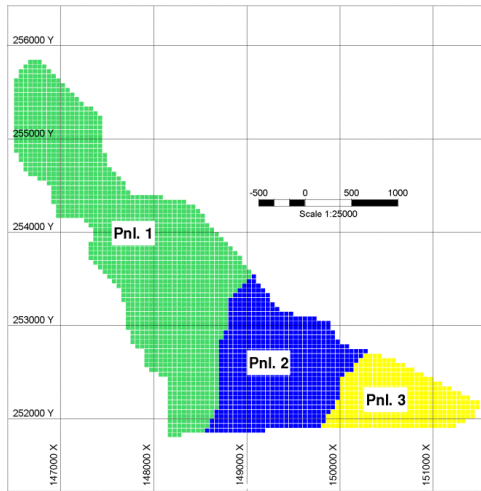 256000 Y
255000 Y
-500 0 500 1000
Scale 1:25000
254000 Y
Pnl. 1
253000 Y
Pnl. 2
Pnl. 3
252000 Y
147000 X
148000 X
149000 X
150000 X
151000 X